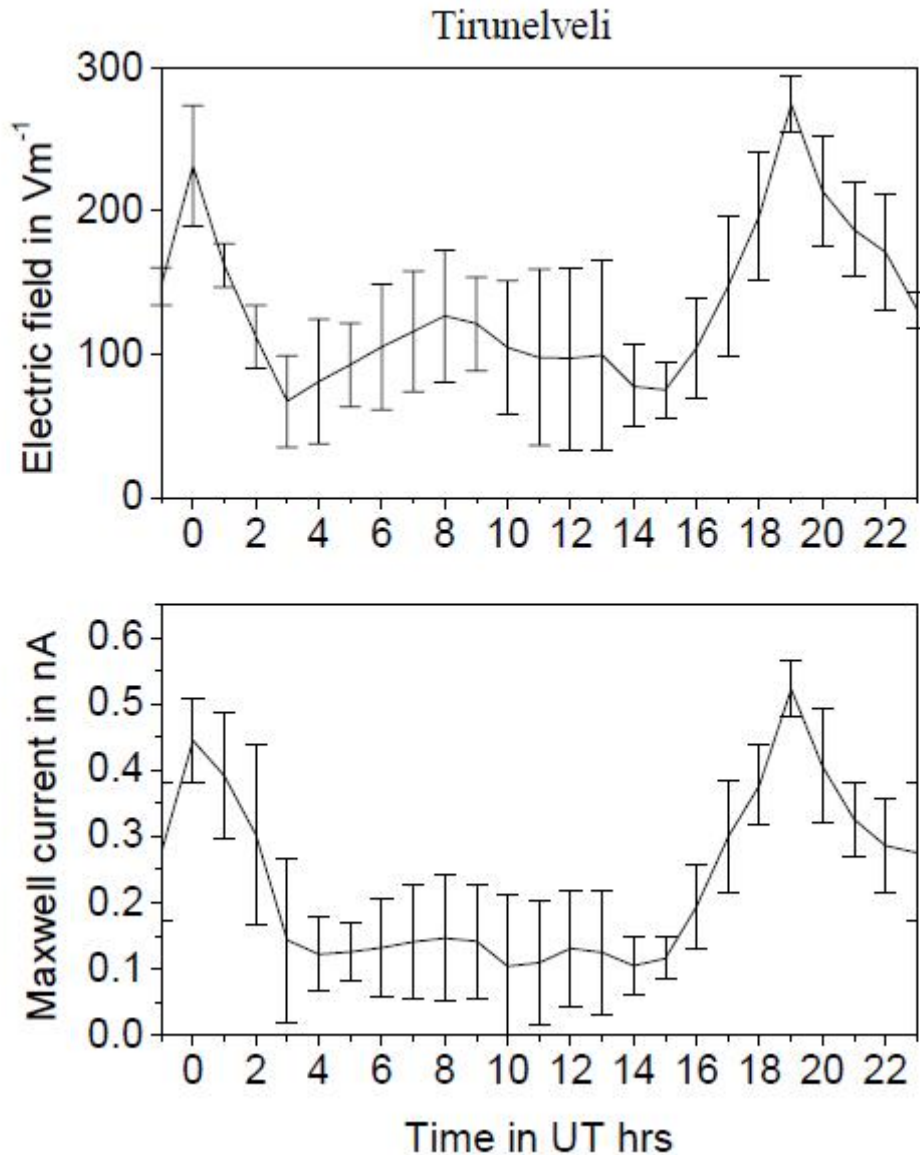 Tirunelveli
Electric field in Vm⁻¹
300
200
100
0
0 2 4 6 8 10 12 14 16 18 20 22
Maxwell current in nA
0.6
0.5
0.4
0.3
0.2
0.1
0.0
0 2 4 6 8 10 12 14 16 18 20 22
Time in UT hrs